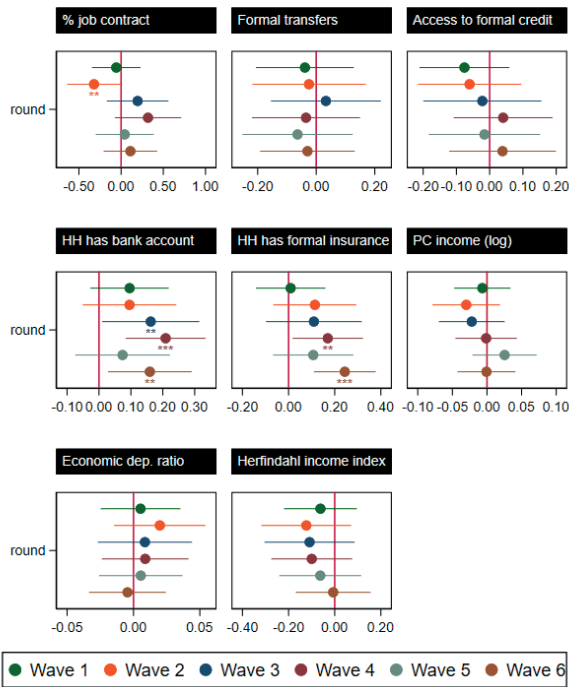 % job contract Formal transfers Access to formal credit
round
**
-0.50 0.00 0.50 1.00 -0.20 0.00 0.20 -0.20 -0.10 0.00 0.10 0.20
HH has bank account HH has formal insurance PC income (log)
round
**
*** **
** ***
-0.10 0.00 0.10 0.20 0.30 -0.20 0.00 0.20 0.40 -0.10 -0.05 0.00 0.05 0.10
Economic dep. ratio Herfindahl income index
round
-0.05 0.00 0.05 -0.40 -0.20 0.00 0.20
Wave 1 Wave 2 Wave 3 Wave 4 Wave 5 Wave 6